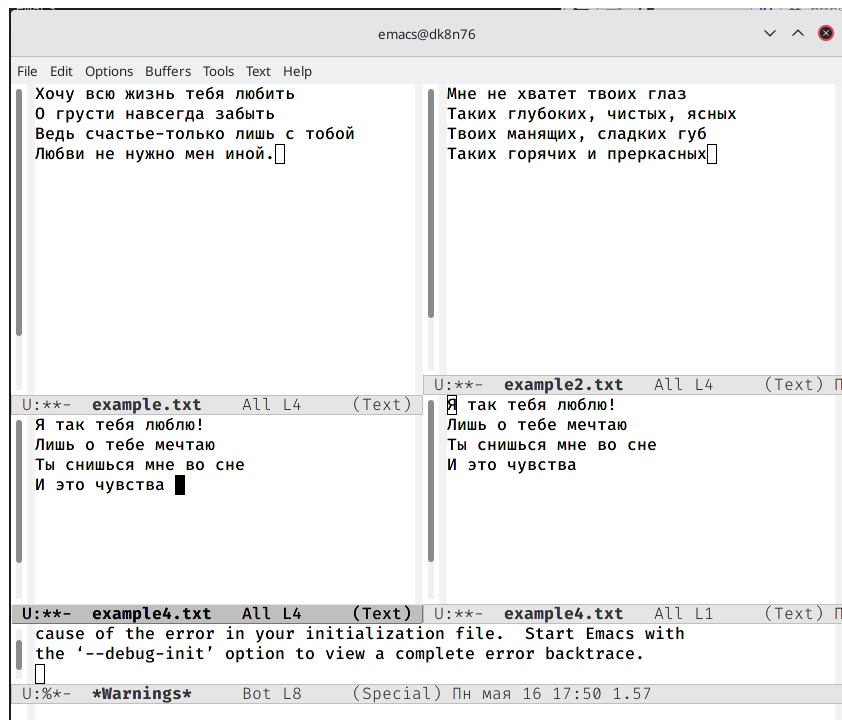 emacs@dk8n76
File Edit Options Buffers Tools Text Help
Хочу всю жизнь тебя любить
О грусти навсегда забыть
Ведь счастье-только лишь с тобой
Любви не нужно мен иной.
U:**- example.txt All L4 (Text)
Мне не хватет твоих глаз
Таких глубоких, чистых, ясных
Твоих манящих, сладких губ
Таких горячих и преркасных
U:**- example2.txt All L4 (Text) П
Я так тебя люблю!
Лишь о тебе мечтаю
Ты снишься мне во сне
И это чувства
U:**- example4.txt All L4 (Text)
Я так тебя люблю!
Лишь о тебе мечтаю
Ты снишься мне во сне
И это чувства
U:**- example4.txt All L1 (Text) П
cause of the error in your initialization file. Start Emacs with
the ‘--debug-init’ option to view a complete error backtrace.
U:%*- *Warnings* Bot L8 (Special) Пн мая 16 17:50 1.57